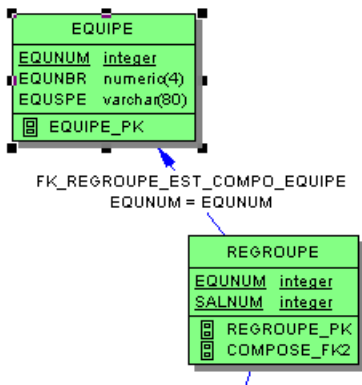 EQUIPE
EQUNUM integer
EQUNBR numeric(4)
EQUSPE varchar(80)
EQUIPE_PK
FK_REGROUPE_EST_COMPO_EQUIPE
EQUNUM = EQUNUM
REGROUPE
EQUNUM integer
SALNUM integer
REGROUPE_PK
COMPOSE_FK2